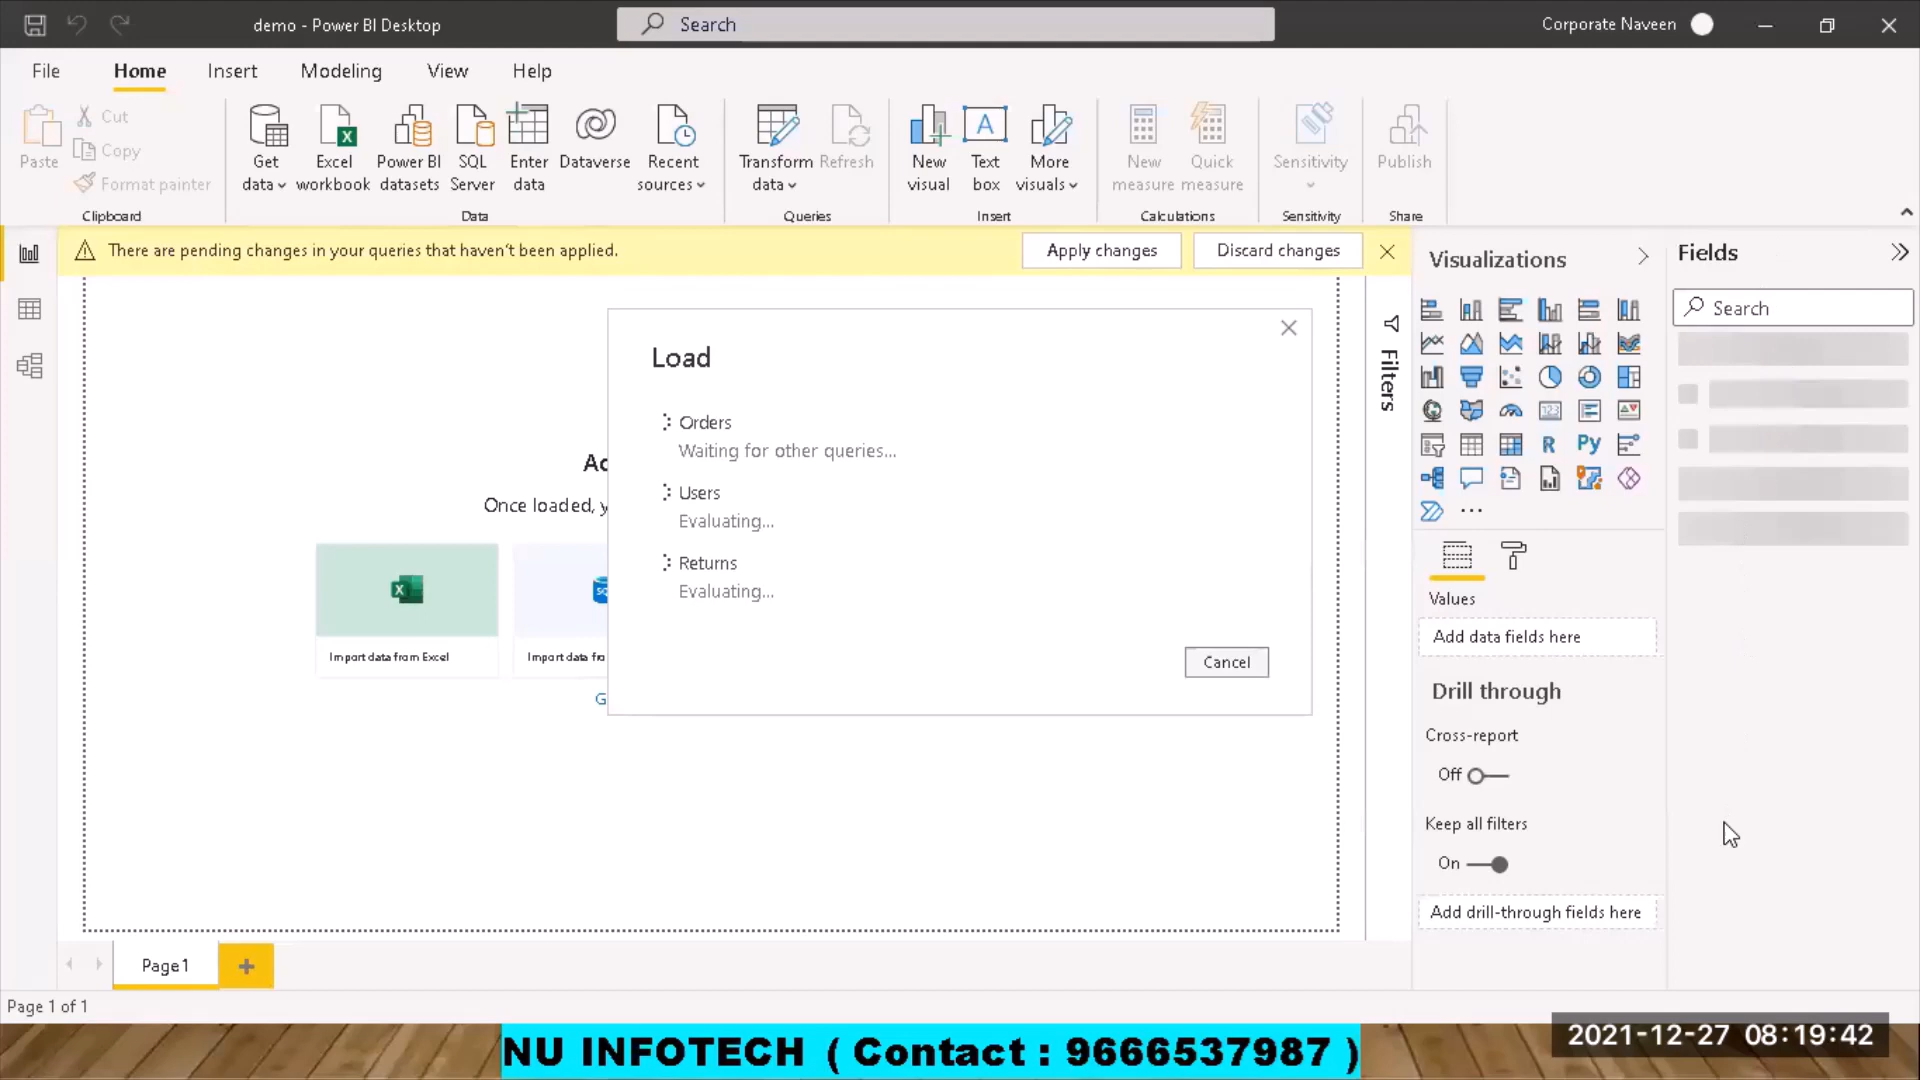 demo - Power BI Desktop
Search
Corporate Naveen
File
Home
Insert
Modeling
View
Help
Paste
Cut
Copy
Format painter
Clipboard
Get data
Excel workbook
Power BI datasets
SQL Server
Enter data
Dataverse
Recent sources
Data
Transform data
Refresh
Queries
New visual
Text box
More visuals
Insert
New measure
Quick measure
Calculations
Sensitivity
Sensitivity
Publish
Share
There are pending changes in your queries that haven't been applied.
Apply changes
Discard changes
Load
Orders
Waiting for other queries...
Users
Evaluating...
Returns
Evaluating...
Cancel
Once loaded,
Import data from Excel
Import data
Filters
Visualizations
R
Py
123
Values
Add data fields here
Drill through
Cross-report
Off
Keep all filters
On
Add drill-through fields here
Fields
Search
Page1
Page 1 of 1
NU INFOTECH ( Contact : 9666537987 )
2021-12-27 08:19:42